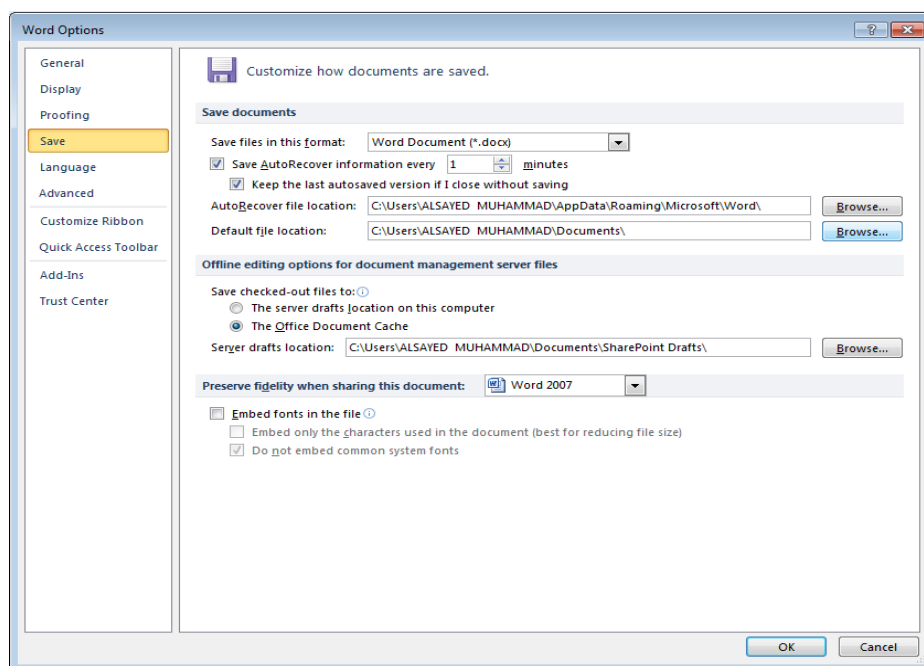 Word Options
General
Display
Proofing
Save
Language
Advanced
Customize Ribbon
Quick Access Toolbar
Add-Ins
Trust Center
Customize how documents are saved.
Save documents
Save files in this format: Word Document (*.docx)
Save AutoRecover information every 1 minutes
Keep the last autosaved version if I close without saving
AutoRecover file location: C:\Users\ALSAYED MUHAMMAD\AppData\Roaming\Microsoft\Word\ Browse...
Default file location: C:\Users\ALSAYED MUHAMMAD\Documents\ Browse...
Offline editing options for document management server files
Save checked-out files to:
The server drafts location on this computer
The Office Document Cache
Server drafts location: C:\Users\ALSAYED MUHAMMAD\Documents\SharePoint Drafts\ Browse...
Preserve fidelity when sharing this document: Word 2007
Embed fonts in the file
Embed only the characters used in the document (best for reducing file size)
Do not embed common system fonts
OK Cancel